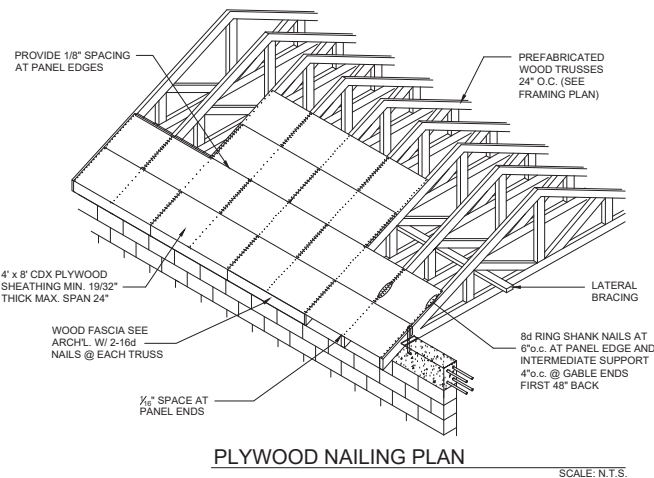 PROVIDE 1/8" SPACING
AT PANEL EDGES
PREFABRICATED
WOOD TRUSSES
24" O.C. (SEE
FRAMING PLAN)
4' x 8' CDX PLYWOOD
SHEATHING MIN. 19/32"
THICK MAX. SPAN 24"
LATERAL
BRACING
WOOD FASCIA SEE
ARCH'L. W/ 2-16d
NAILS @ EACH TRUSS
8d RING SHANK NAILS AT
6"o.c. AT PANEL EDGE AND
INTERMEDIATE SUPPORT
4"o.c. @ GABLE ENDS
FIRST 48" BACK
1/16" SPACE AT
PANEL ENDS
PLYWOOD NAILING PLAN
SCALE: N.T.S.